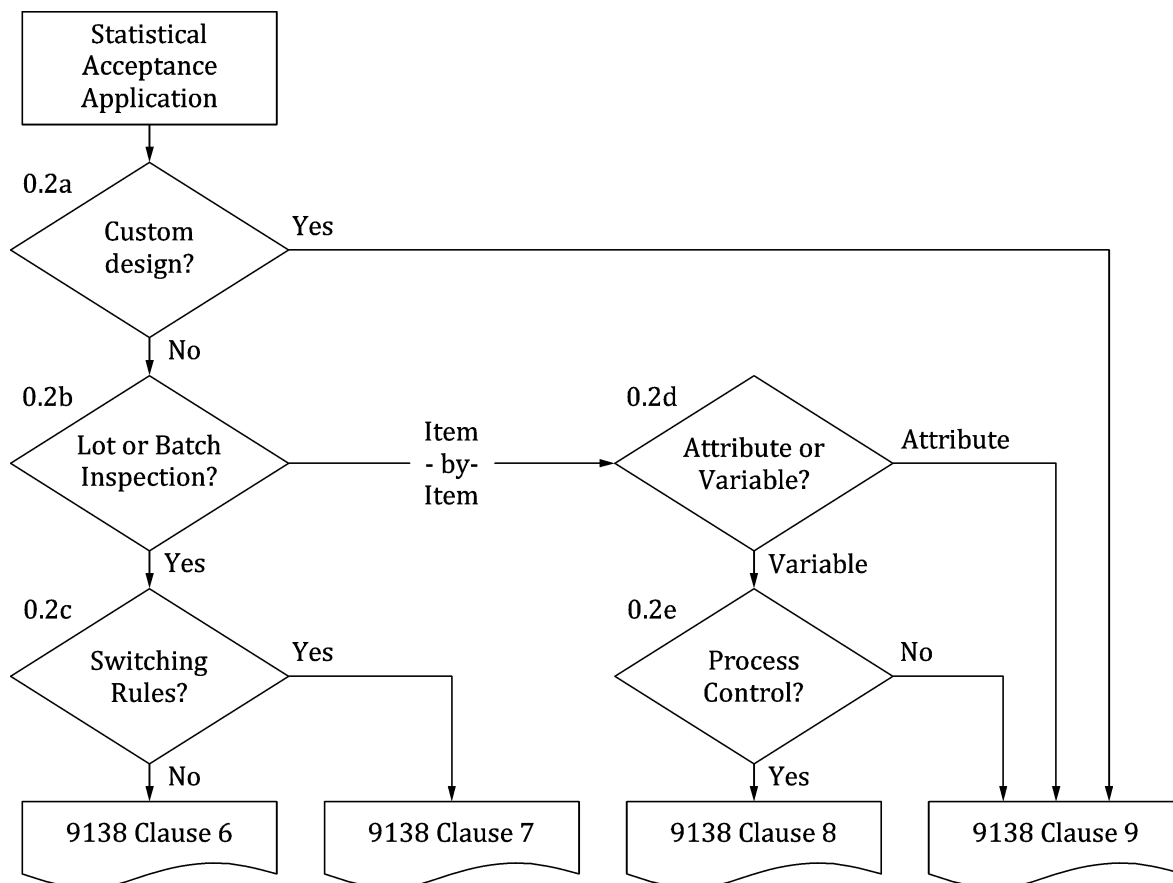 Statistical
Acceptance
Application
0.2a
Custom
design?
Yes
No
0.2b
Lot or Batch
Inspection?
Item
- by-
Item
0.2d
Attribute or
Variable?
Attribute
Yes
Variable
0.2c
Switching
Rules?
Yes
0.2e
Process
Control?
No
No
Yes
9138 Clause 6
9138 Clause 7
9138 Clause 8
9138 Clause 9